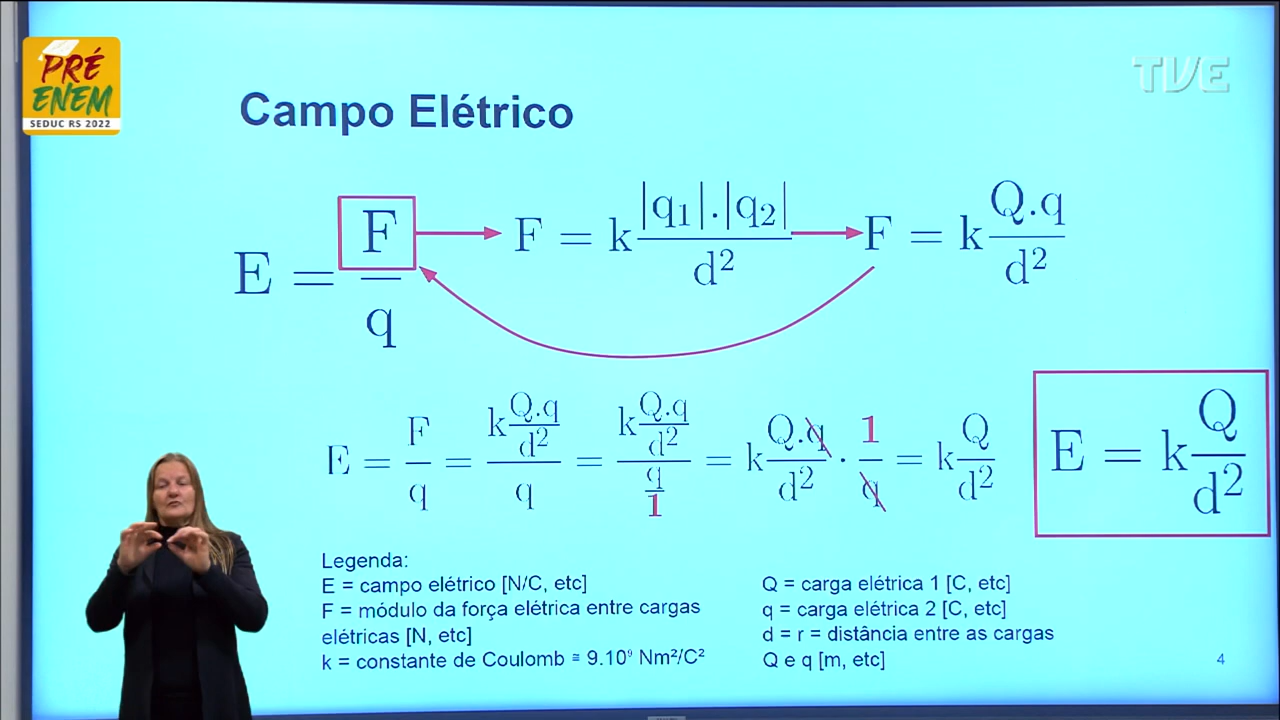 PRÉ
ENEM
SEDUC RS 2022
TVE
Campo Elétrico
E = F/q
F = k |q₁|.|q₂|/d²
F = k Q.q/d²
E = F/q = k Q.q/d² / q = k Q.q/d² / q/1 = k Q.q/d² · 1/q = k Q/d²
E = k Q/d²
Legenda:
E = campo elétrico [N/C, etc]
F = módulo da força elétrica entre cargas
elétricas [N, etc]
k = constante de Coulomb ≅ 9.10⁹ Nm²/C²
Q = carga elétrica 1 [C, etc]
q = carga elétrica 2 [C, etc]
d = r = distância entre as cargas
Q e q [m, etc]
4